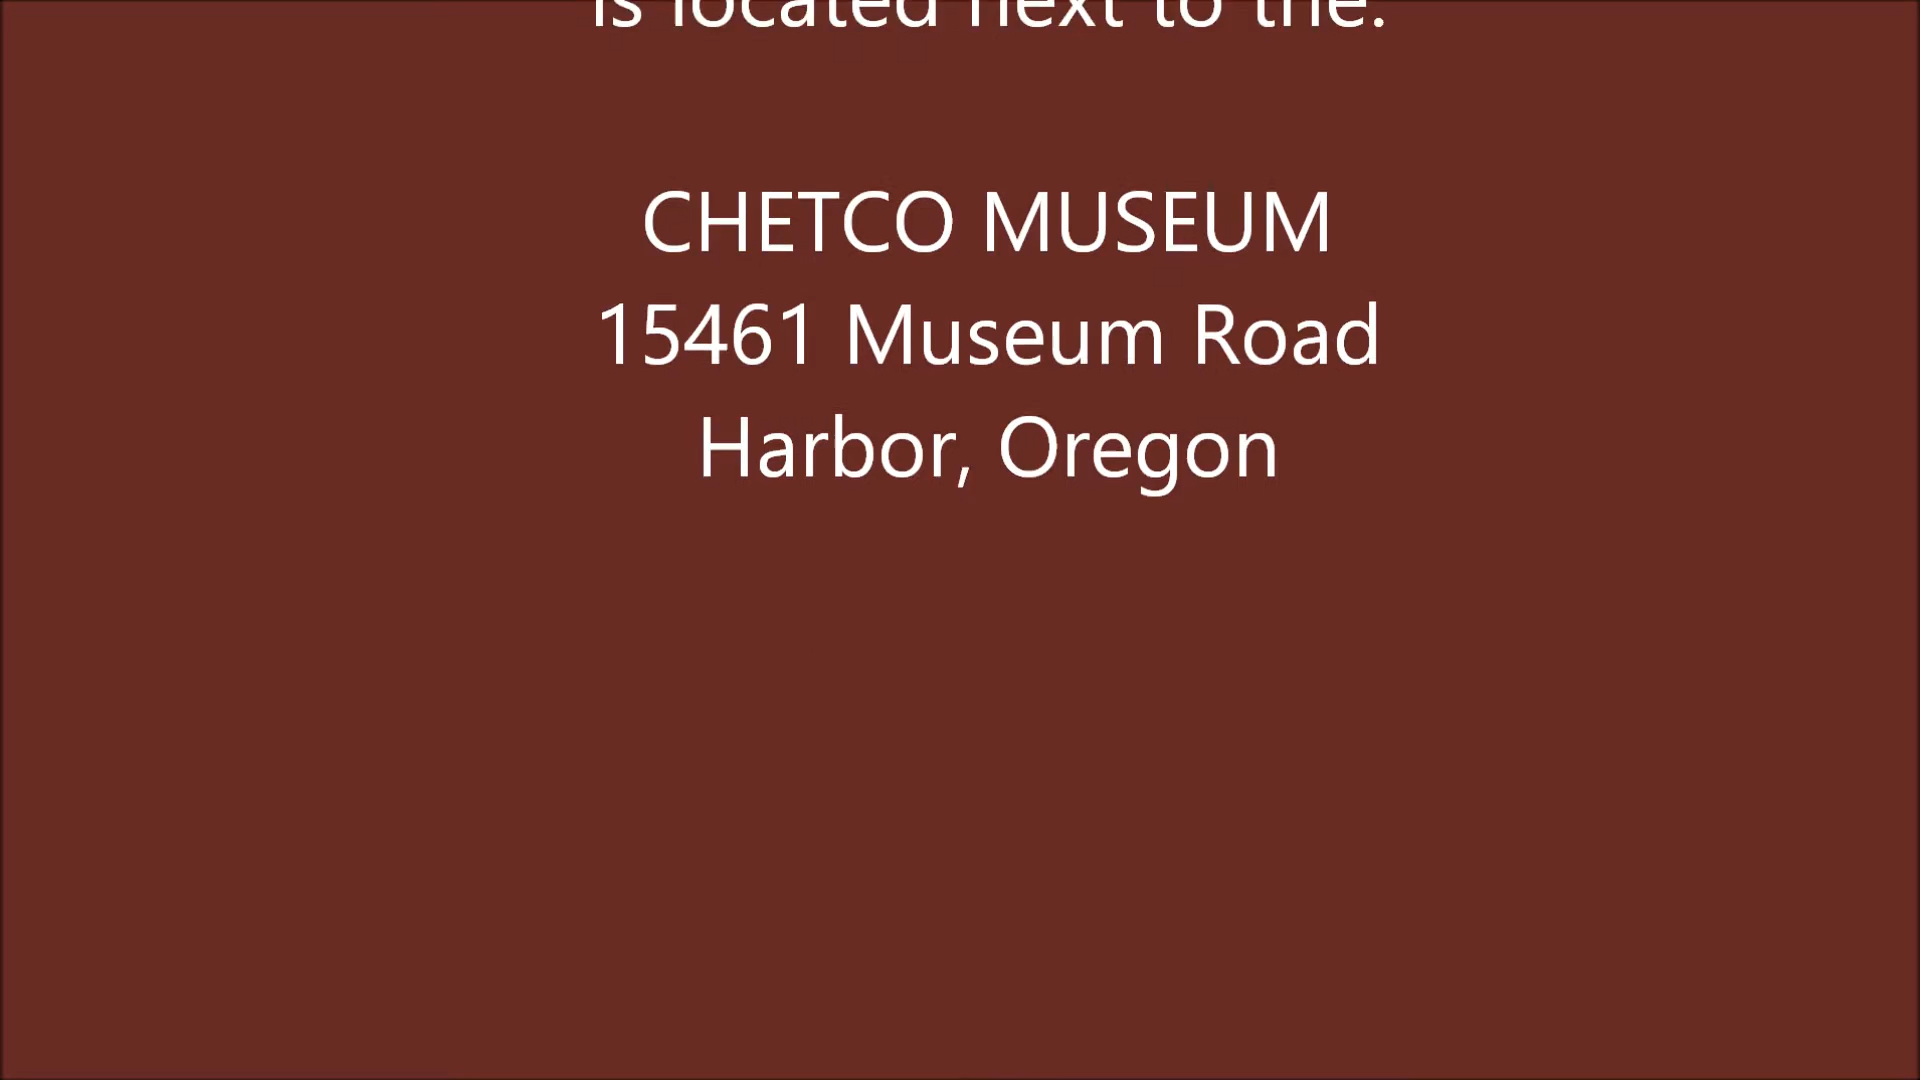 is located next to the:
CHETCO MUSEUM
15461 Museum Road
Harbor, Oregon